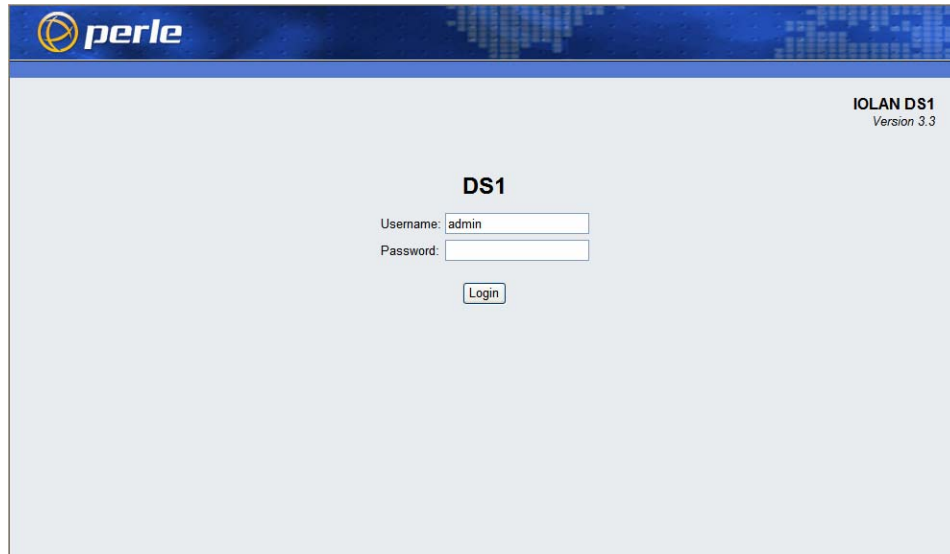 perle
IOLAN DS1
Version 3.3
DS1
Username: admin
Password:
Login